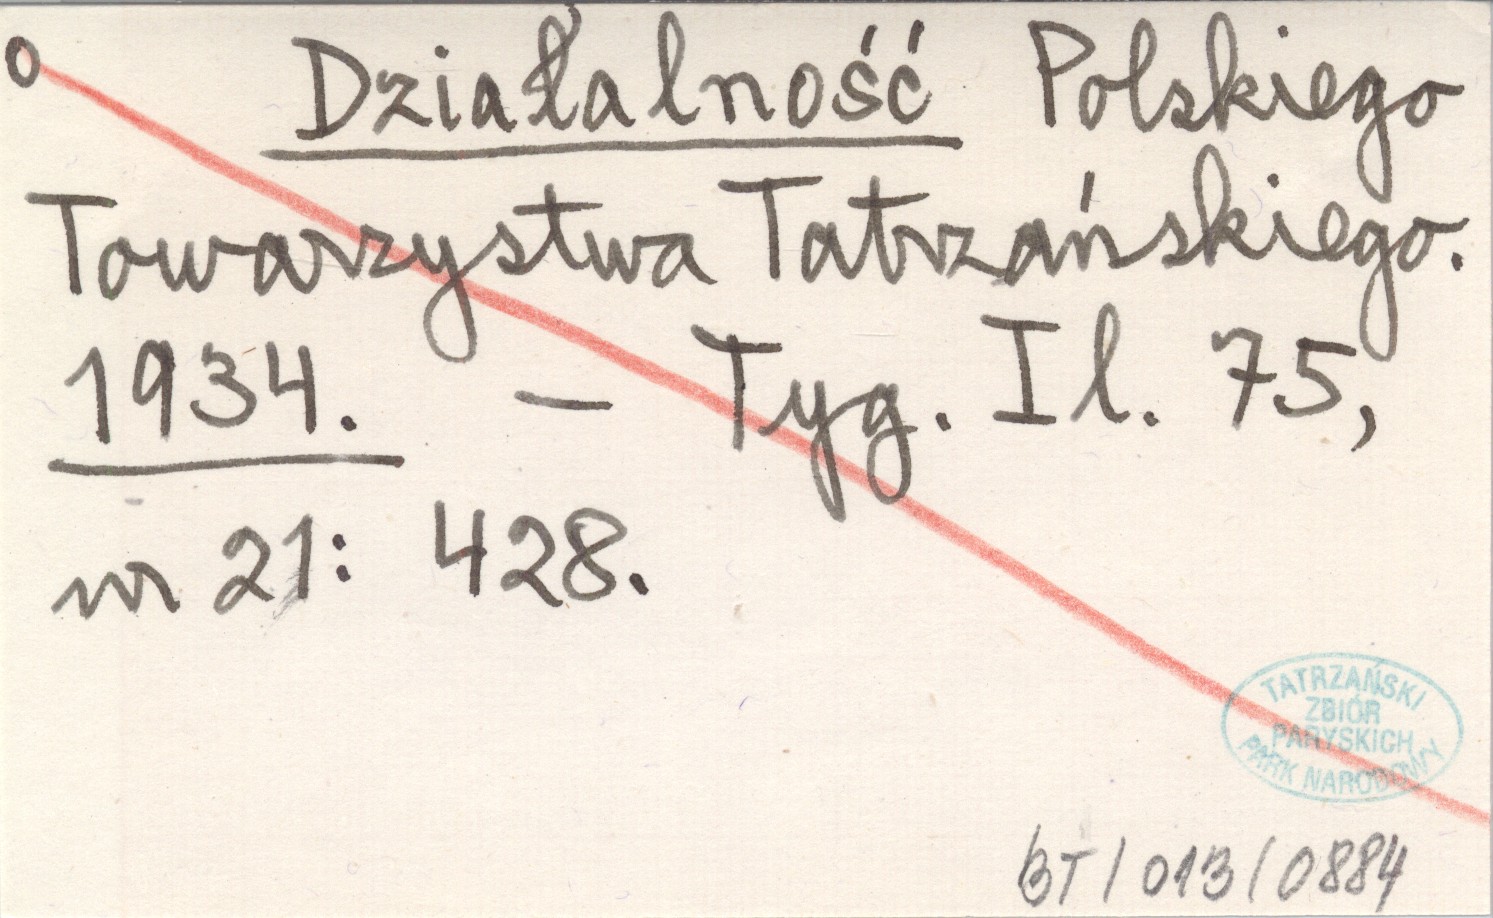 o Działalność Polskiego
Towarzystwa Tatrzańskiego.
1934. — Tyg. Il. 75,
nr 21: 428.
TATRZAŃSKI
ZBIÓR
PARYSKICH
PARK NARODOWY
BT/013/0884